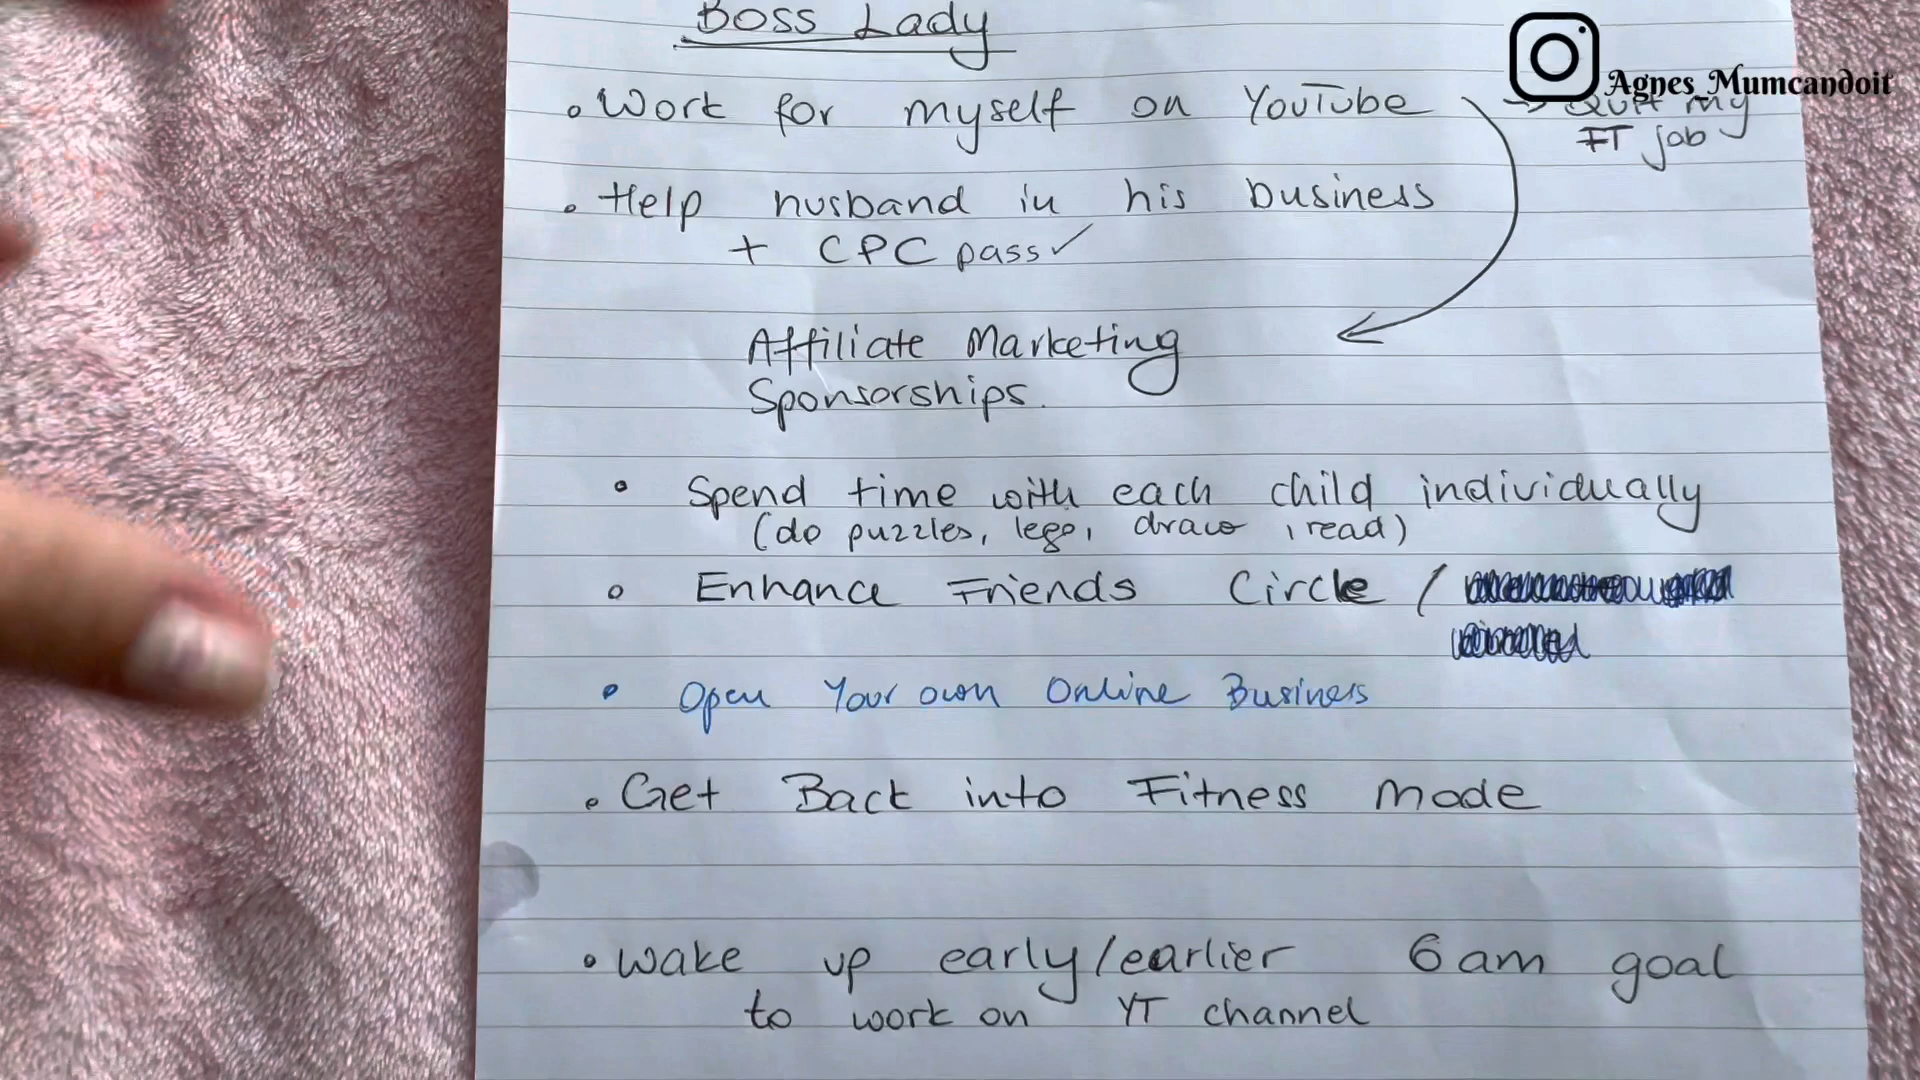 Boss Lady
Agnes_Mumcandoit
• Work for myself on YouTube → Quit my
FT job
• Help husband in his business
+ CPC pass ✓
Affiliate Marketing
Sponsorships.
• Spend time with each child individually
(do puzzles, lego, draw, read)
• Enhance Friends Circle /
• Open Your own Online Business
• Get Back into Fitness mode
• Wake up early/earlier 6 am goal
to work on YT channel